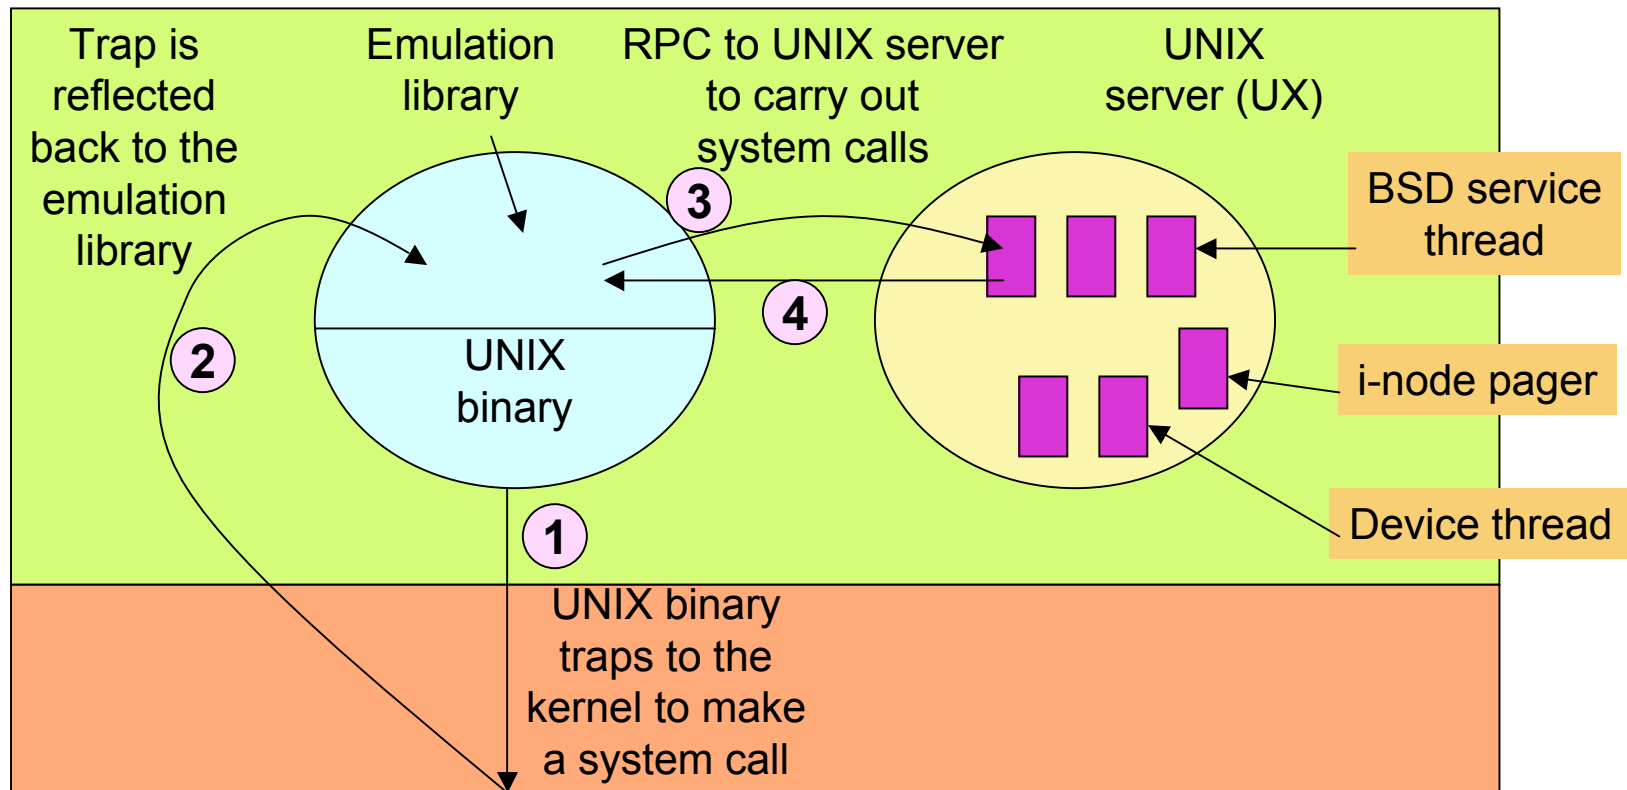 Trap is
reflected
back to the
emulation
library
Emulation
library
RPC to UNIX server
to carry out
system calls
UNIX
server (UX)
BSD service
thread
3
4
2
UNIX
binary
i-node pager
Device thread
1
UNIX binary
traps to the
kernel to make
a system call